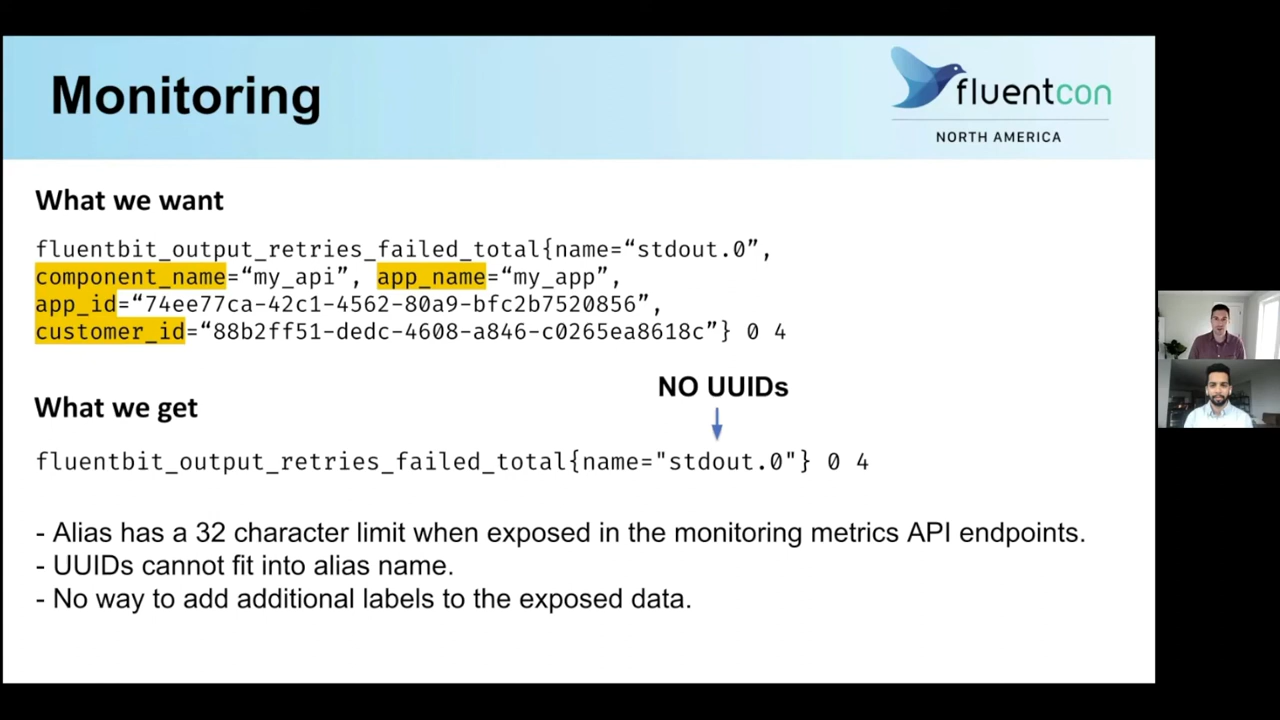 Monitoring
fluentcon
NORTH AMERICA
What we want
fluentbit_output_retries_failed_total{name=“stdout.0”,
component_name=“my_api”, app_name=“my_app”,
app_id=“74ee77ca-42c1-4562-80a9-bfc2b7520856”,
customer_id=“88b2ff51-dedc-4608-a846-c0265ea8618c”} 0 4
NO UUIDs
What we get
fluentbit_output_retries_failed_total{name="stdout.0"} 0 4
- Alias has a 32 character limit when exposed in the monitoring metrics API endpoints.
- UUIDs cannot fit into alias name.
- No way to add additional labels to the exposed data.